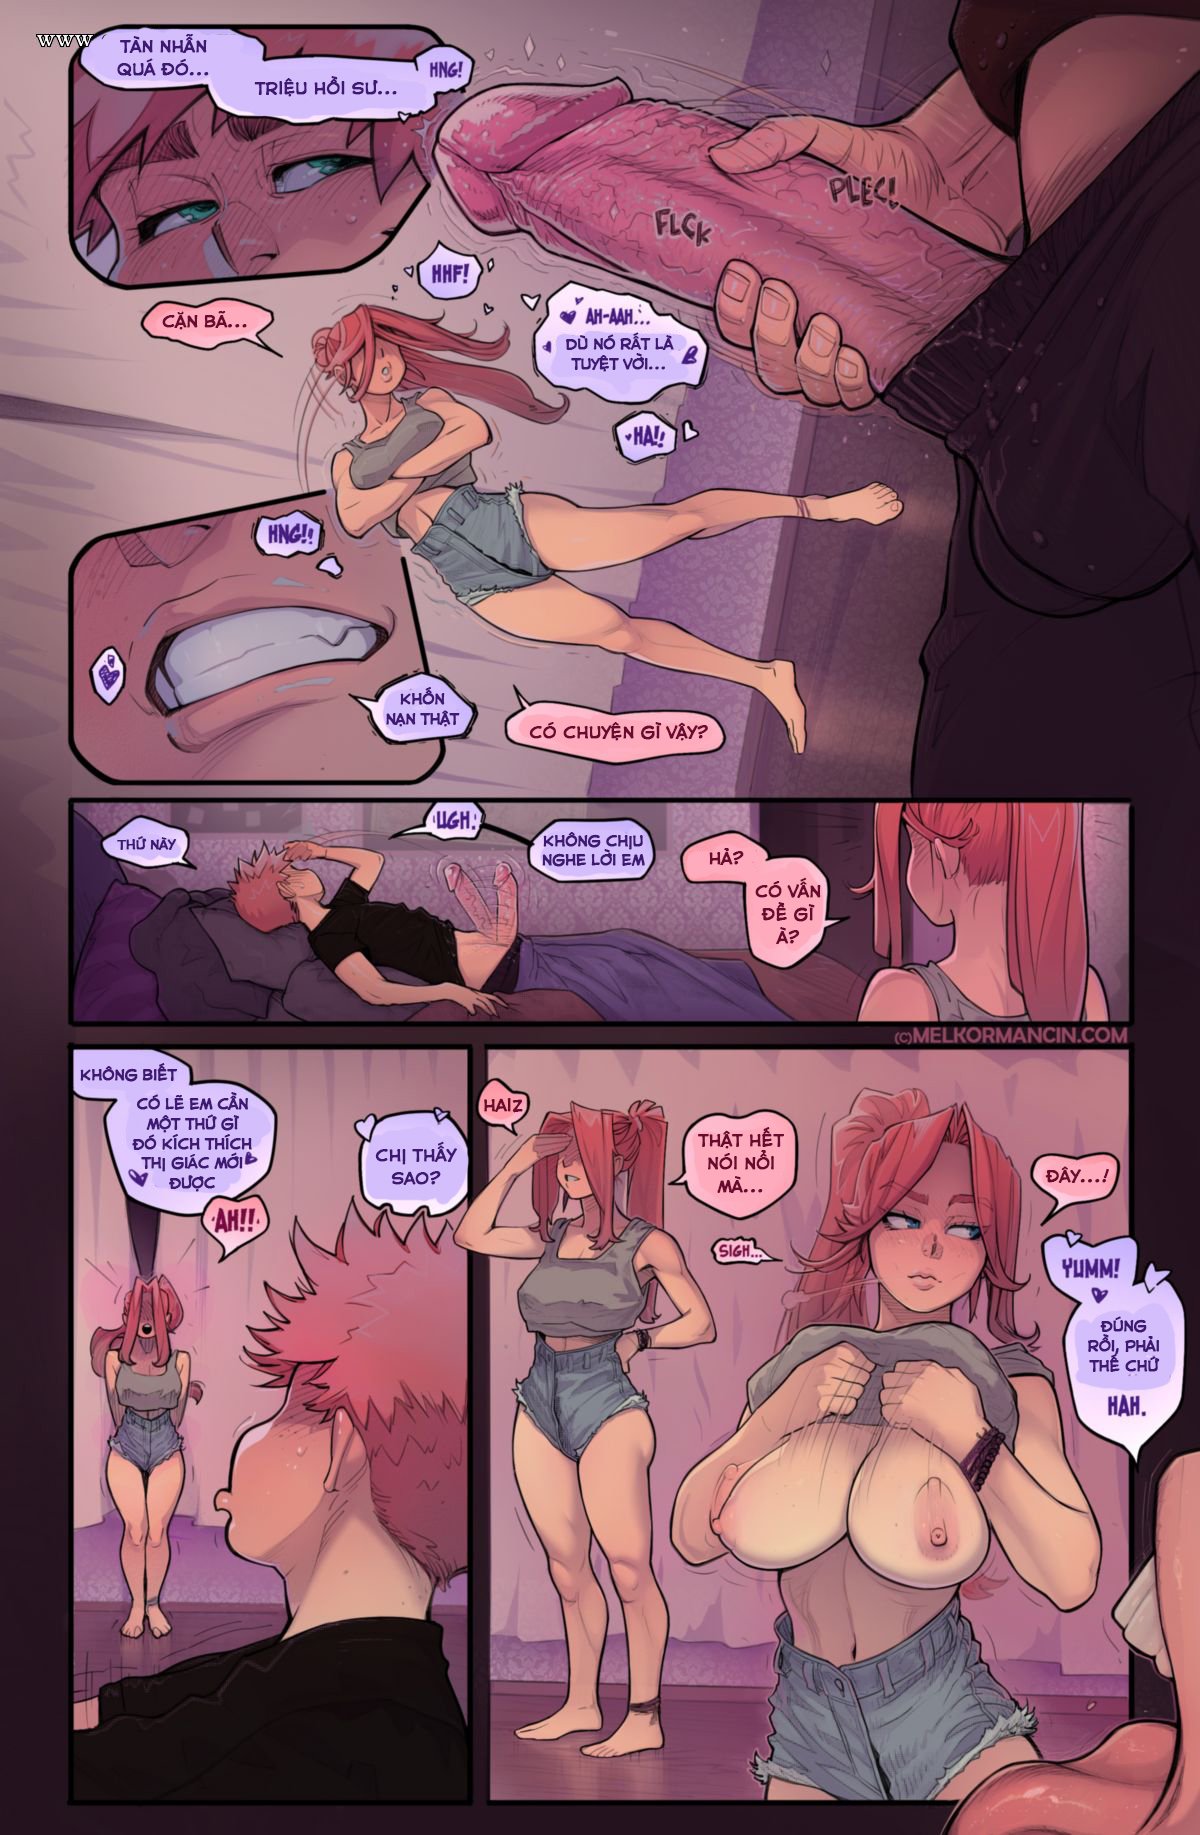 www.
TÀN NHẪN
QUÁ ĐÓ...
TRIỆU HỒI SƯ...
HNG!
PLEC!
FLCK
HHF!
CẶN BÃ...
AH-AAH...
DÙ NÓ RẤT LÀ
TUYỆT VỜI...
HA!!
HNG!!
KHỐN
NẠN THẬT
CÓ CHUYỆN GÌ VẬY?
THỨ NÀY
UGH.
KHÔNG CHỊU
NGHE LỜI EM
HẢ?
CÓ VẤN
ĐỀ GÌ
À?
(C)MELKORMANCIN.COM
KHÔNG BIẾT
CÓ LẼ EM CẦN
MỘT THỨ GÌ
ĐÓ KÍCH THÍCH
THỊ GIÁC MỚI
ĐƯỢC
AH!!
CHỊ THẤY
SAO?
HAIZ
THẬT HẾT
NÓI NỔI
MÀ...
SIGH...
ĐÂY...!
YUMM!
ĐÚNG
RỒI, PHẢI
THẾ CHỨ
HAH.